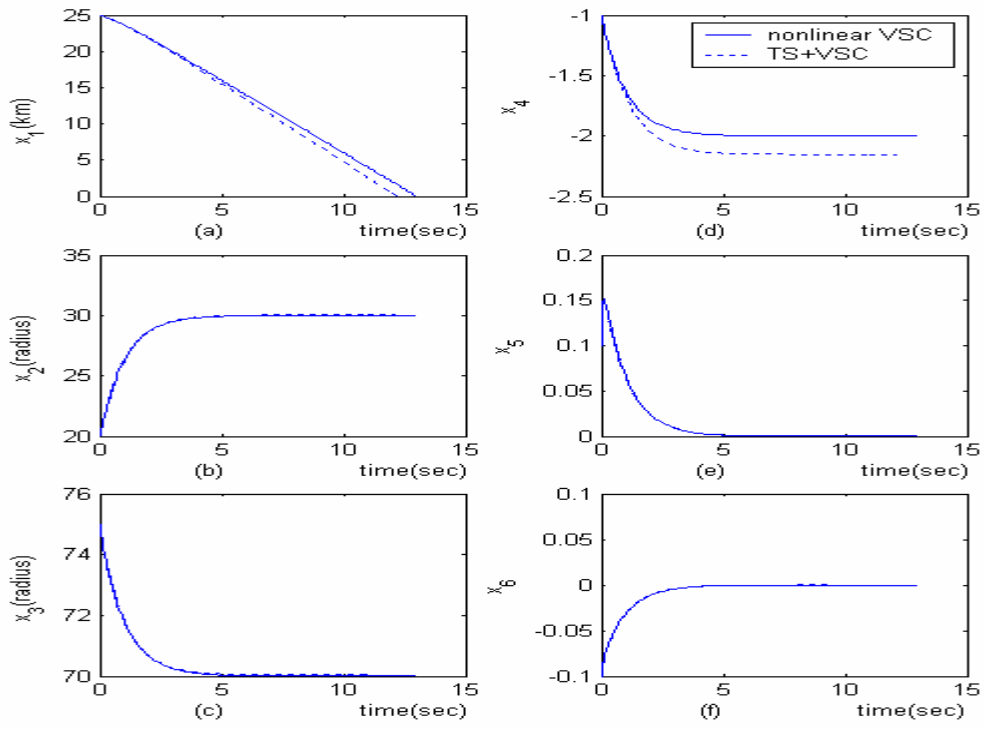 25
20
15
10
5
0
x1(km)
0
5
10
15
(a)
time(sec)
-1
-1.5
-2
-2.5
x4
nonlinear VSC
TS+VSC
0
5
10
15
(d)
time(sec)
35
30
25
20
x2(radius)
0
5
10
15
(b)
time(sec)
0.2
0.15
0.1
0.05
0
x5
0
5
10
15
(e)
time(sec)
76
74
72
70
x3(radius)
0
5
10
15
(c)
time(sec)
0.1
0.05
0
-0.05
-0.1
x6
0
5
10
15
(f)
time(sec)